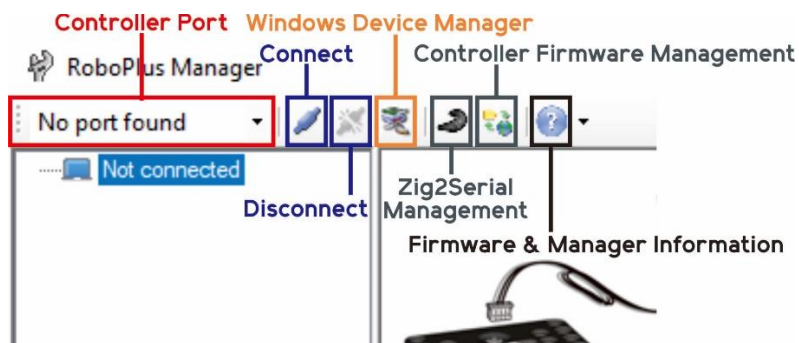 Controller Port
Windows Device Manager
Connect
Controller Firmware Management
RoboPlus Manager
No port found
Not connected
Disconnect
Zig2Serial
Management
Firmware & Manager Information